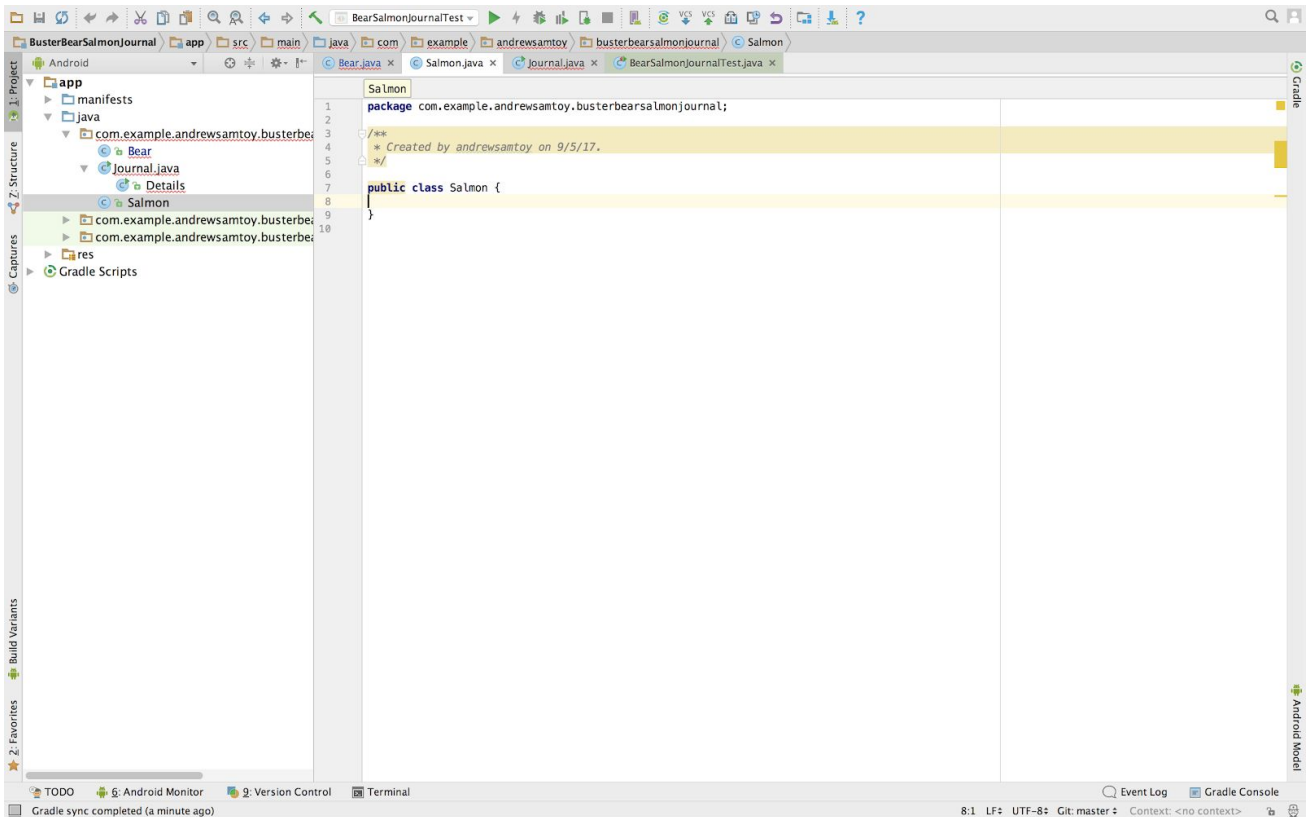 BearSalmonJournalTest
BusterBearSalmonJournal app src main java com example andrewsamtoy busterbearsalmonjournal Salmon
Android
Bear.java Salmon.java Journal.java BearSalmonJournalTest.java
1: Project
Z: Structure
Captures
Build Variants
2: Favorites
app
manifests
java
com.example.andrewsamtoy.busterbea
Bear
Journal.java
Details
Salmon
com.example.andrewsamtoy.busterbea
com.example.andrewsamtoy.busterbea
res
Gradle Scripts
Salmon
1 package com.example.andrewsamtoy.busterbearsalmonjournal;
2
3 /**
4 * Created by andrewsamtoy on 9/5/17.
5 */
6
7 public class Salmon {
8
9 }
10
Gradle
Android Model
TODO 6: Android Monitor 9: Version Control Terminal Event Log Gradle Console
Gradle sync completed (a minute ago) 8:1 LF UTF-8 Git: master Context: <no context>